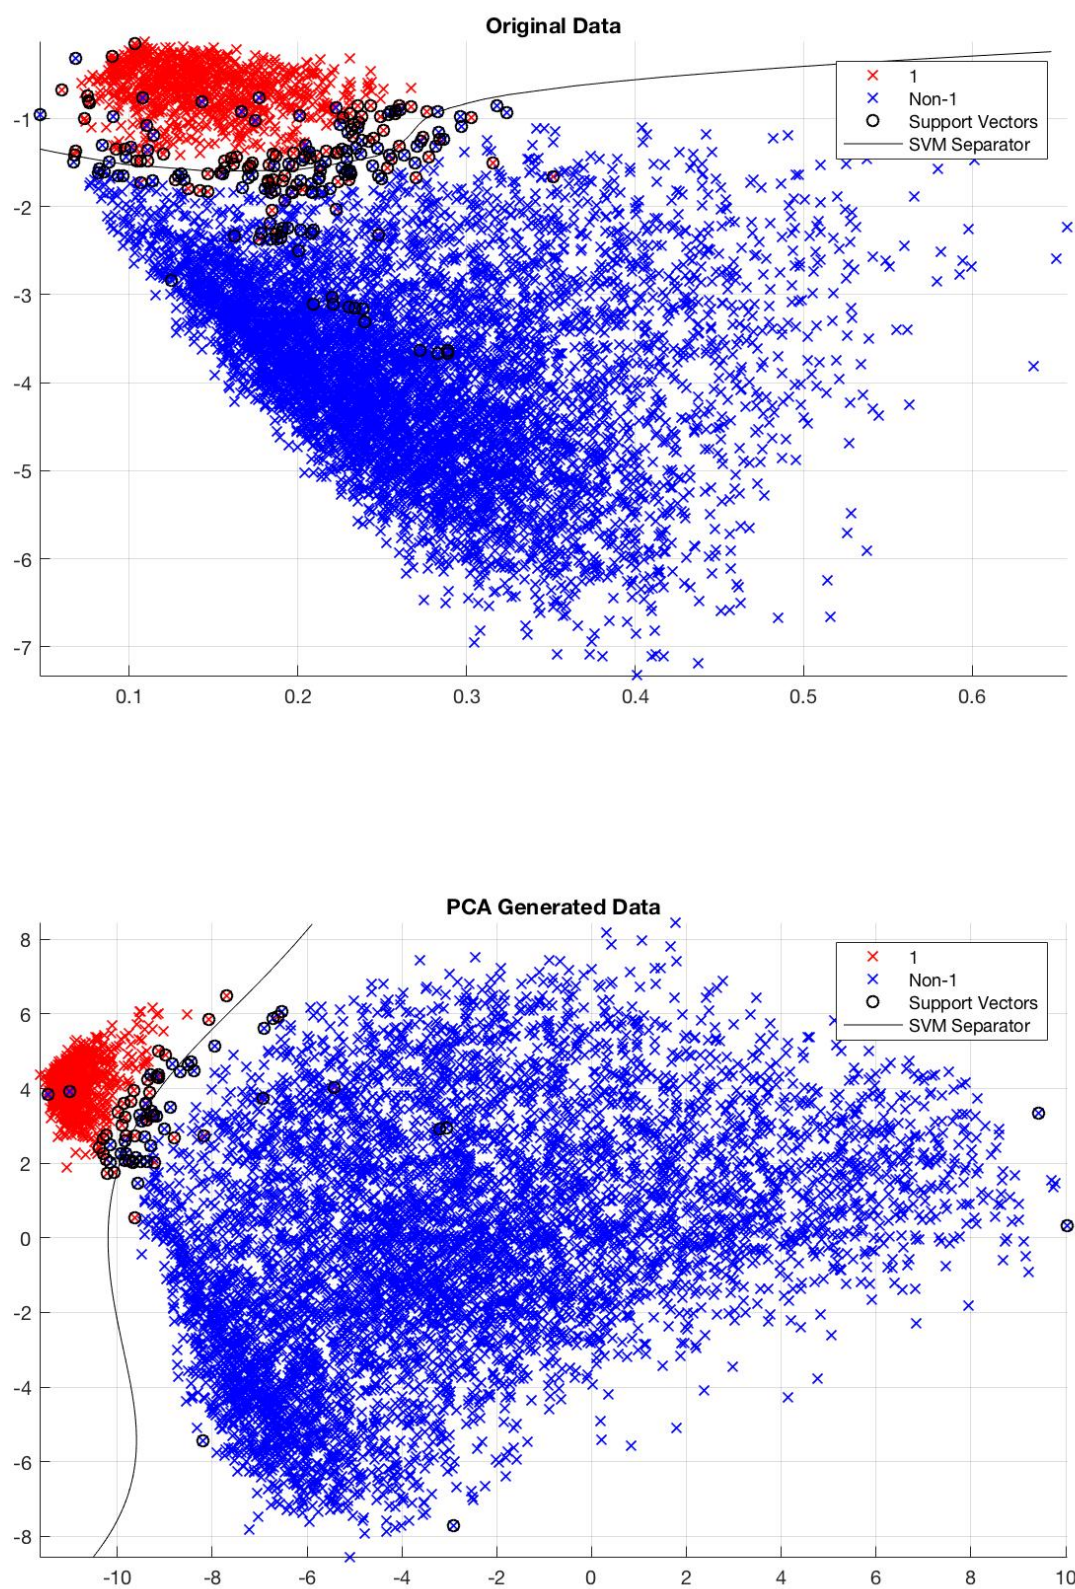 Original Data
1
Non-1
Support Vectors
SVM Separator
-1
-2
-3
-4
-5
-6
-7
0.1 0.2 0.3 0.4 0.5 0.6
PCA Generated Data
1
Non-1
Support Vectors
SVM Separator
8
6
4
2
0
-2
-4
-6
-8
-10 -8 -6 -4 -2 0 2 4 6 8 10